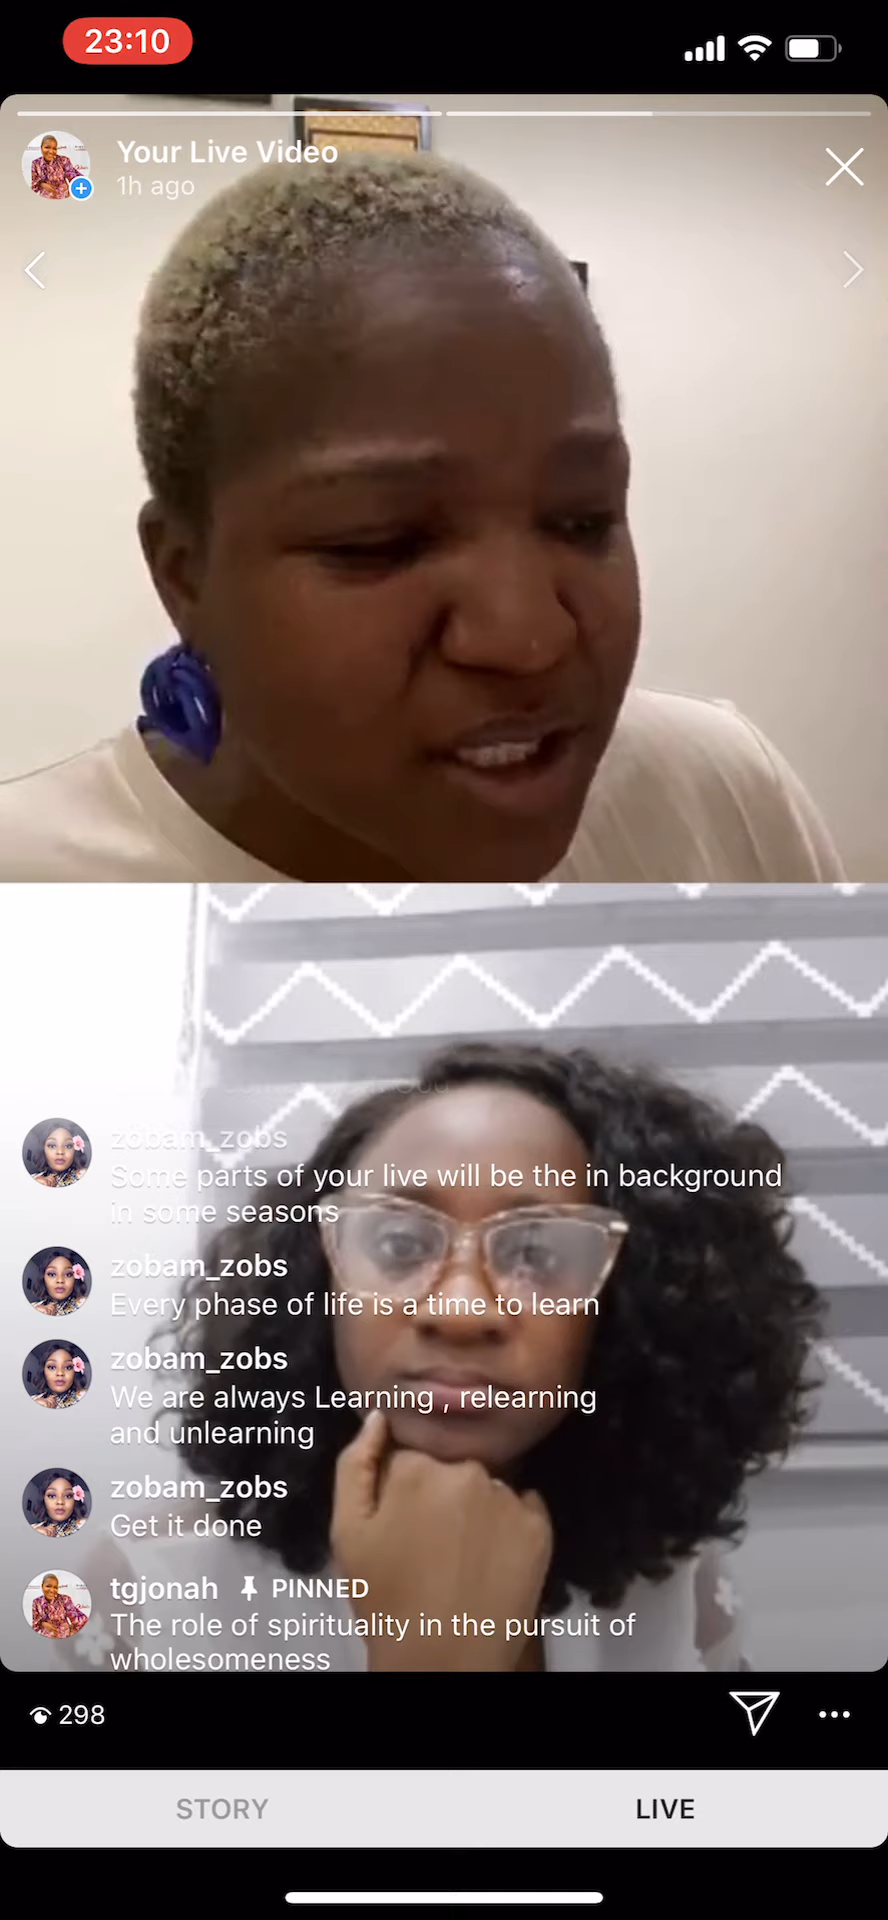 23:10
Your Live Video
1h ago
zobam_zobs
Some parts of your live will be the in background
in some seasons
zobam_zobs
Every phase of life is a time to learn
zobam_zobs
We are always Learning , relearning
and unlearning
zobam_zobs
Get it done
tgjonah PINNED
The role of spirituality in the pursuit of
wholesomeness
298
STORY
LIVE